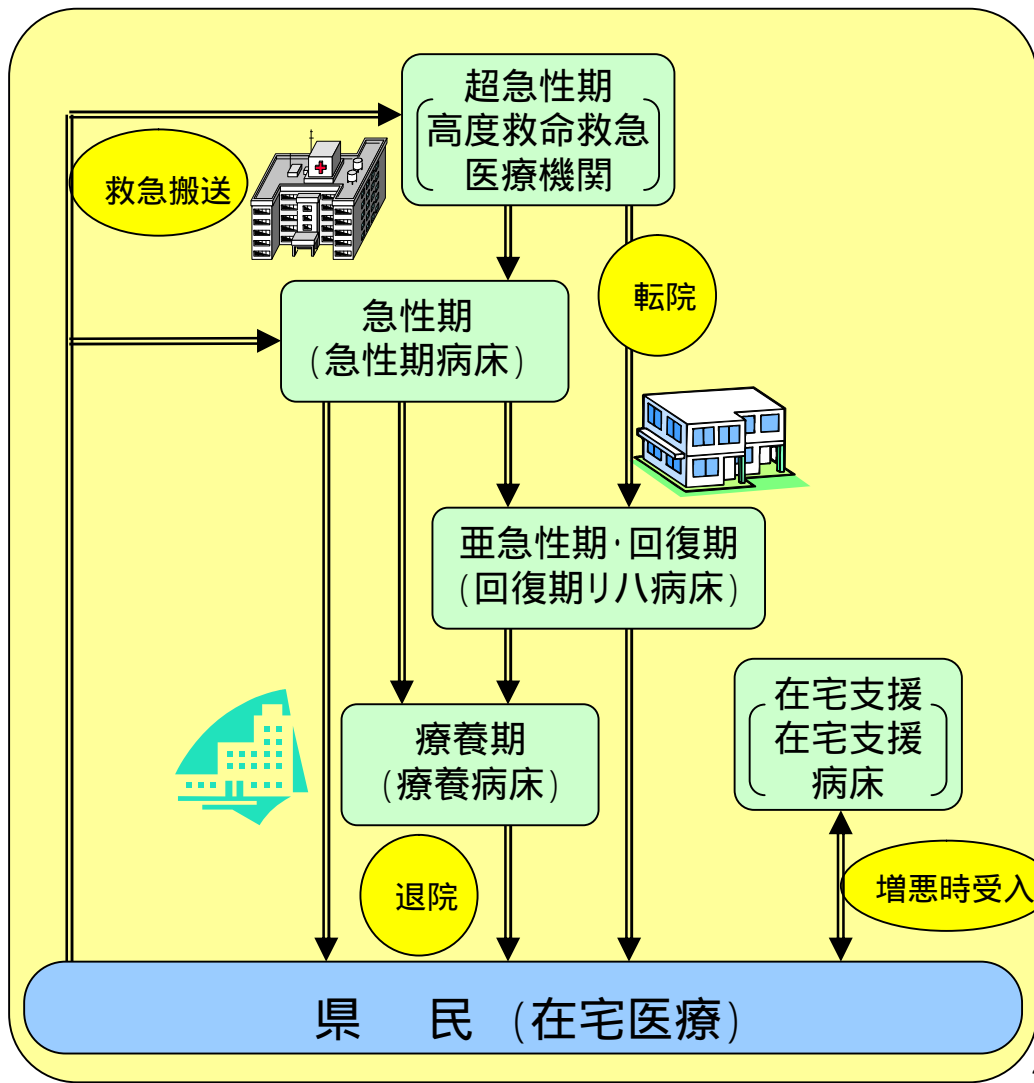 超急性期
高度救命救急
医療機関
救急搬送
転院
急性期
(急性期病床)
亜急性期・回復期
(回復期リハ病床)
在宅支援
在宅支援
病床
療養期
(療養病床)
退院
増悪時受入
県　民 (在宅医療)